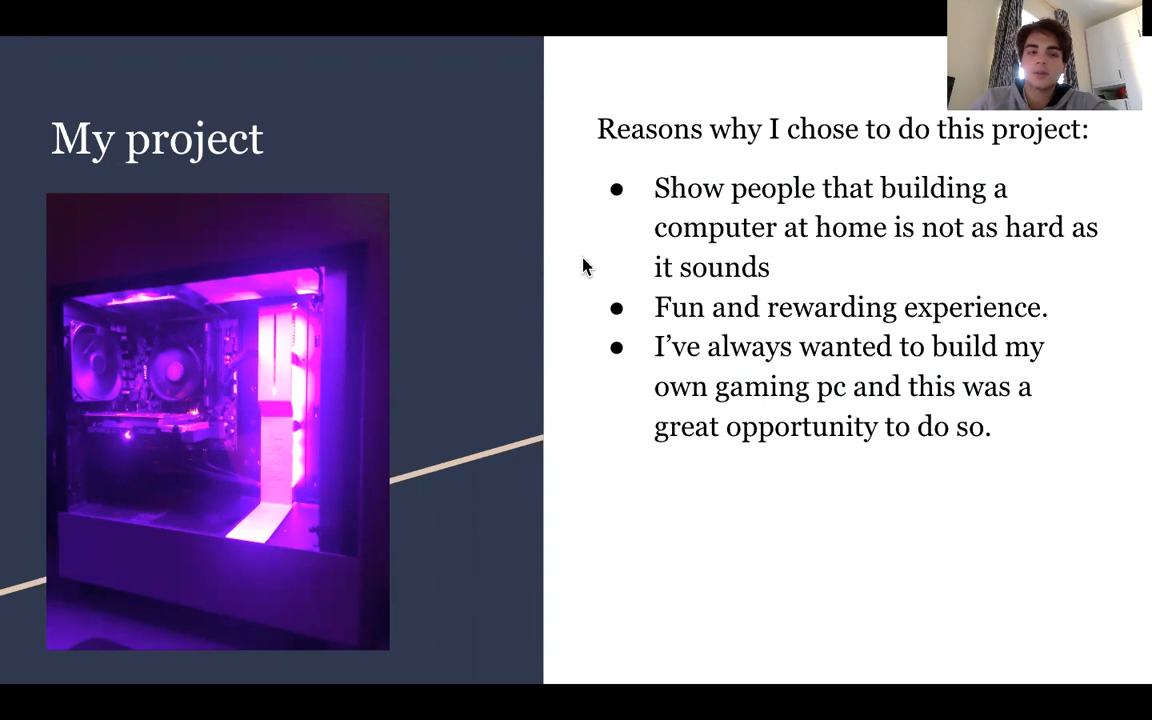 My project
Reasons why I chose to do this project:
● Show people that building a
computer at home is not as hard as
it sounds
● Fun and rewarding experience.
● I’ve always wanted to build my
own gaming pc and this was a
great opportunity to do so.